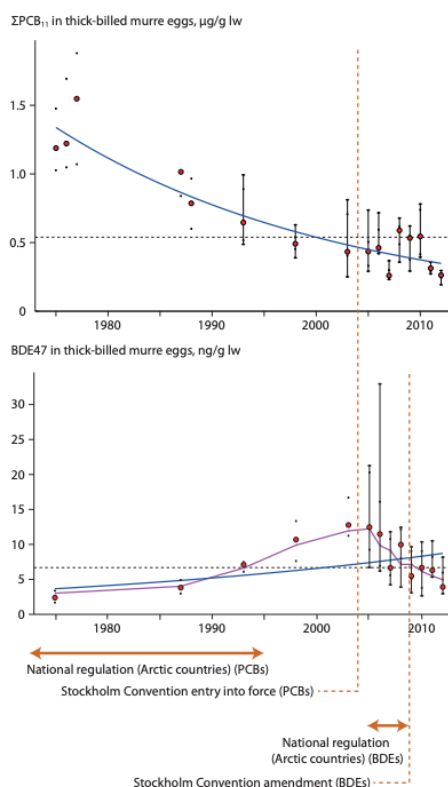 ΣPCB₁₁ in thick-billed murre eggs, µg/g lw
1.5
1.0
0.5
0.0
1980
1990
2000
2010
BDE47 in thick-billed murre eggs, ng/g lw
30
25
20
15
10
5
0
1980
1990
2000
2010
National regulation (Arctic countries) (PCBs)
Stockholm Convention entry into force (PCBs)
National regulation
(Arctic countries) (BDEs)
Stockholm Convention amendment (BDEs)